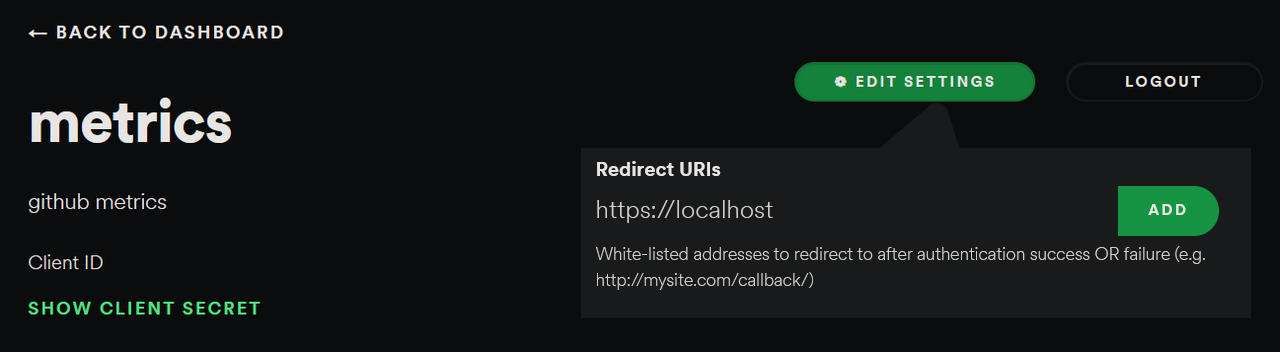 ← BACK TO DASHBOARD
EDIT SETTINGS
LOGOUT
metrics
github metrics
Client ID
SHOW CLIENT SECRET
Redirect URIs
https://localhost
ADD
White-listed addresses to redirect to after authentication success OR failure (e.g.
http://mysite.com/callback/)